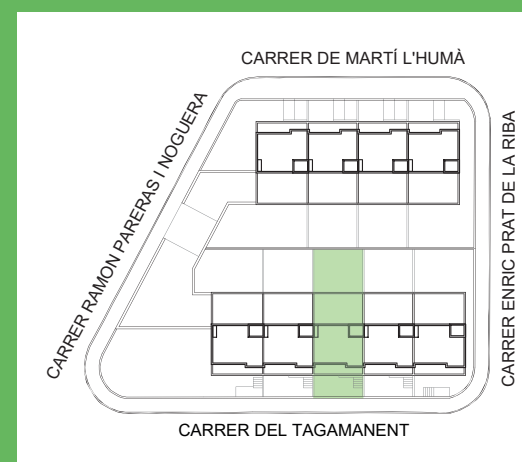 CARRER DE MARTÍ L'HUMÀ
CARRER RAMON PARERAS I NOGUERA
CARRER ENRIC PRAT DE LA RIBA
CARRER DEL TAGAMANENT